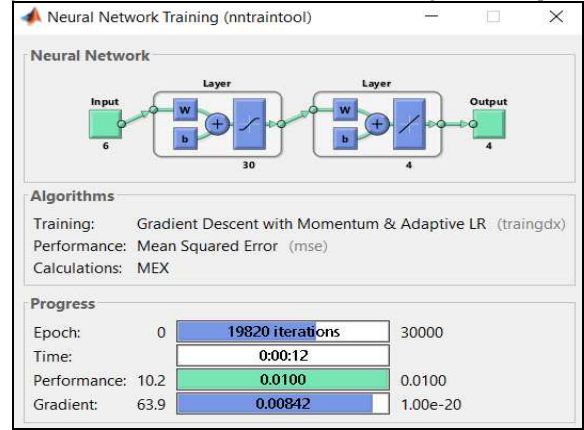 Neural Network Training (nntraintool)
Neural Network
Layer Layer
Input Output
W W
b b
6 4
30 4
Algorithms
Training: Gradient Descent with Momentum & Adaptive LR (traingdx)
Performance: Mean Squared Error (mse)
Calculations: MEX
Progress
Epoch: 0 19820 iterations 30000
Time: 0:00:12
Performance: 10.2 0.0100 0.0100
Gradient: 63.9 0.00842 1.00e-20